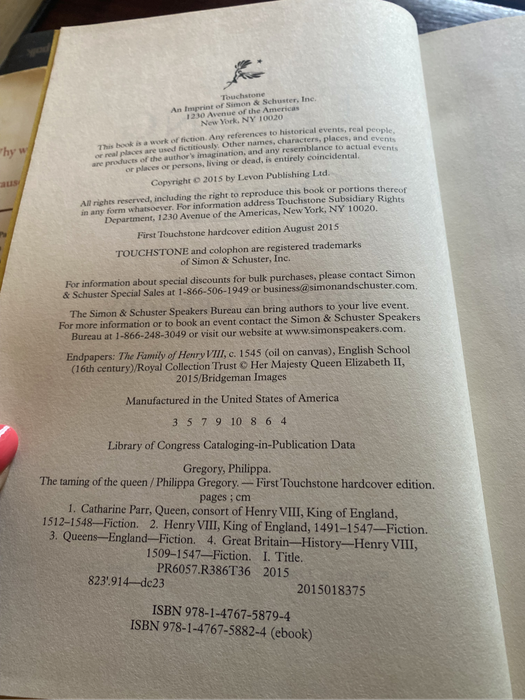 Touchstone
An Imprint of Simon & Schuster, Inc.
1230 Avenue of the Americas
New York, NY 10020
This book is a work of fiction. Any references to historical events, real people,
or real places are used fictitiously. Other names, characters, places, and events
are products of the author's imagination, and any resemblance to actual events
or places or persons, living or dead, is entirely coincidental.
Copyright © 2015 by Levon Publishing Ltd.
All rights reserved, including the right to reproduce this book or portions thereof
in any form whatsoever. For information address Touchstone Subsidiary Rights
Department, 1230 Avenue of the Americas, New York, NY 10020.
First Touchstone hardcover edition August 2015
TOUCHSTONE and colophon are registered trademarks
of Simon & Schuster, Inc.
For information about special discounts for bulk purchases, please contact Simon
& Schuster Special Sales at 1-866-506-1949 or business@simonandschuster.com.
The Simon & Schuster Speakers Bureau can bring authors to your live event.
For more information or to book an event contact the Simon & Schuster Speakers
Bureau at 1-866-248-3049 or visit our website at www.simonspeakers.com.
Endpapers: The Family of Henry VIII, c. 1545 (oil on canvas), English School
(16th century)/Royal Collection Trust © Her Majesty Queen Elizabeth II,
2015/Bridgeman Images
Manufactured in the United States of America
3 5 7 9 10 8 6 4
Library of Congress Cataloging-in-Publication Data
Gregory, Philippa.
The taming of the queen / Philippa Gregory. — First Touchstone hardcover edition.
pages ; cm
1. Catharine Parr, Queen, consort of Henry VIII, King of England,
1512–1548—Fiction. 2. Henry VIII, King of England, 1491–1547—Fiction.
3. Queens—England—Fiction. 4. Great Britain—History—Henry VIII,
1509–1547—Fiction. I. Title.
PR6057.R386T36 2015
823'.914—dc23
2015018375
ISBN 978-1-4767-5879-4
ISBN 978-1-4767-5882-4 (ebook)